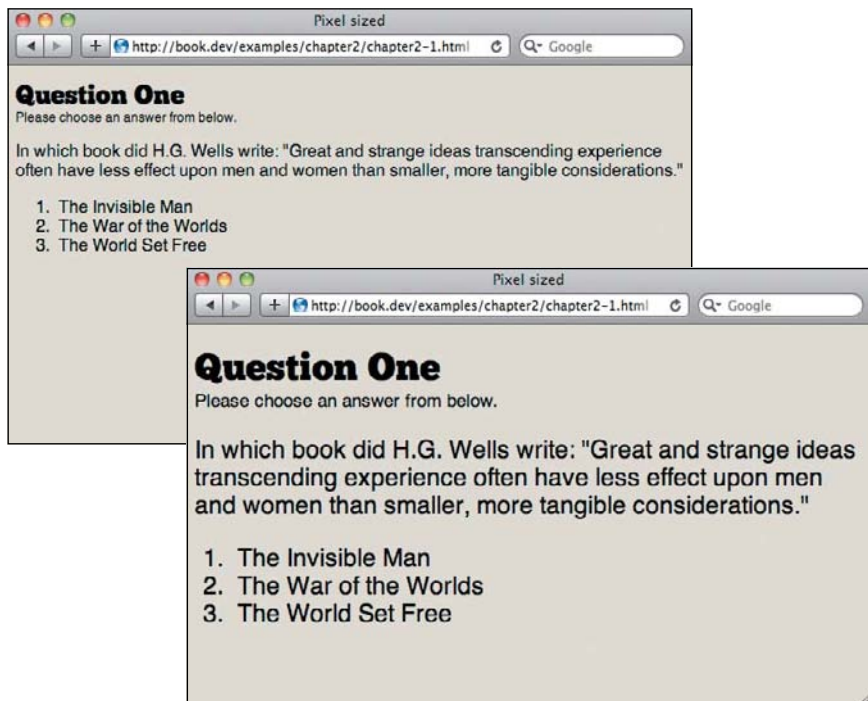 Pixel sized
+ http://book.dev/examples/chapter2/chapter2-1.html Google
Question One
Please choose an answer from below.
In which book did H.G. Wells write: "Great and strange ideas transcending experience
often have less effect upon men and women than smaller, more tangible considerations."
1. The Invisible Man
2. The War of the Worlds
3. The World Set Free
Pixel sized
+ http://book.dev/examples/chapter2/chapter2-1.html Google
Question One
Please choose an answer from below.
In which book did H.G. Wells write: "Great and strange ideas
transcending experience often have less effect upon men
and women than smaller, more tangible considerations."
1. The Invisible Man
2. The War of the Worlds
3. The World Set Free